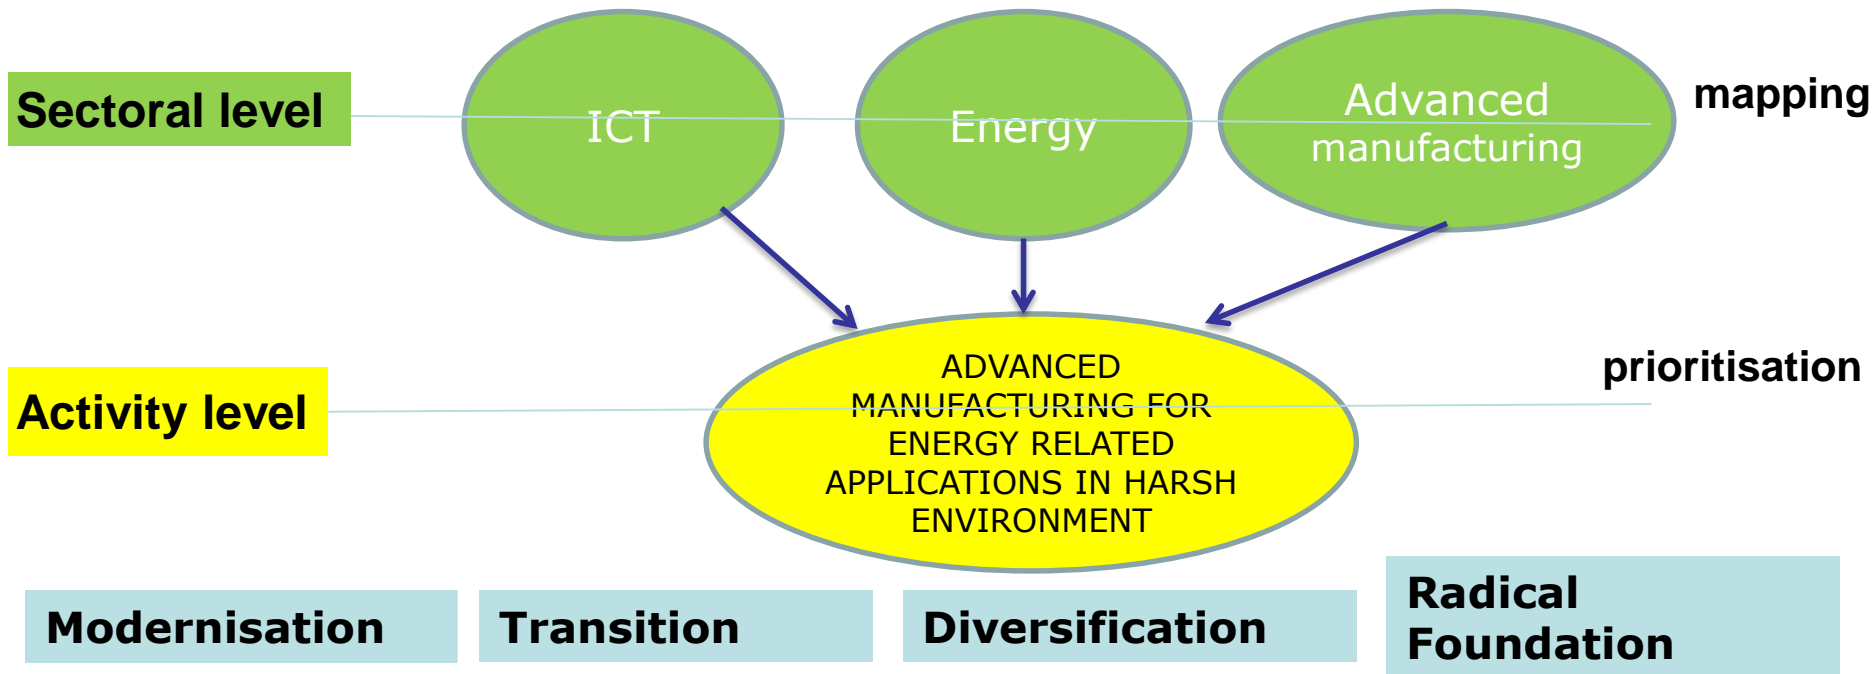 Sectoral level
ICT
Energy
Advanced
manufacturing
mapping
Activity level
ADVANCED
MANUFACTURING FOR
ENERGY RELATED
APPLICATIONS IN HARSH
ENVIRONMENT
prioritisation
Modernisation
Transition
Diversification
Radical
Foundation